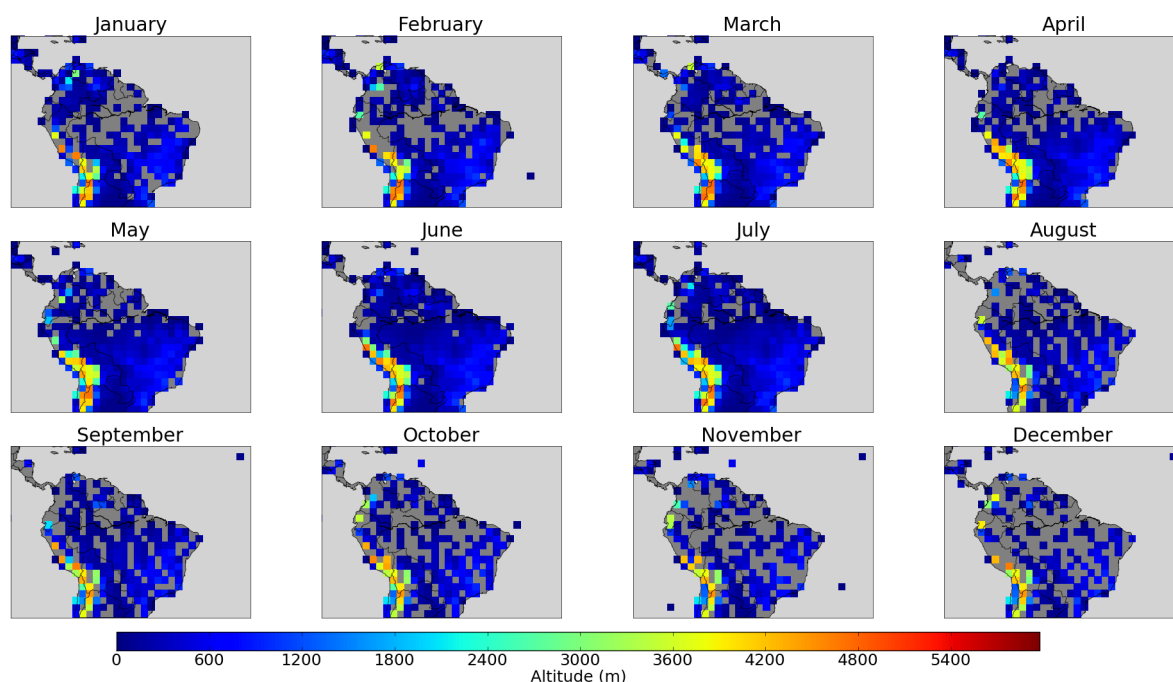 January
February
March
April
May
June
July
August
September
October
November
December
0 600 1200 1800 2400 3000 3600 4200 4800 5400
Altitude (m)